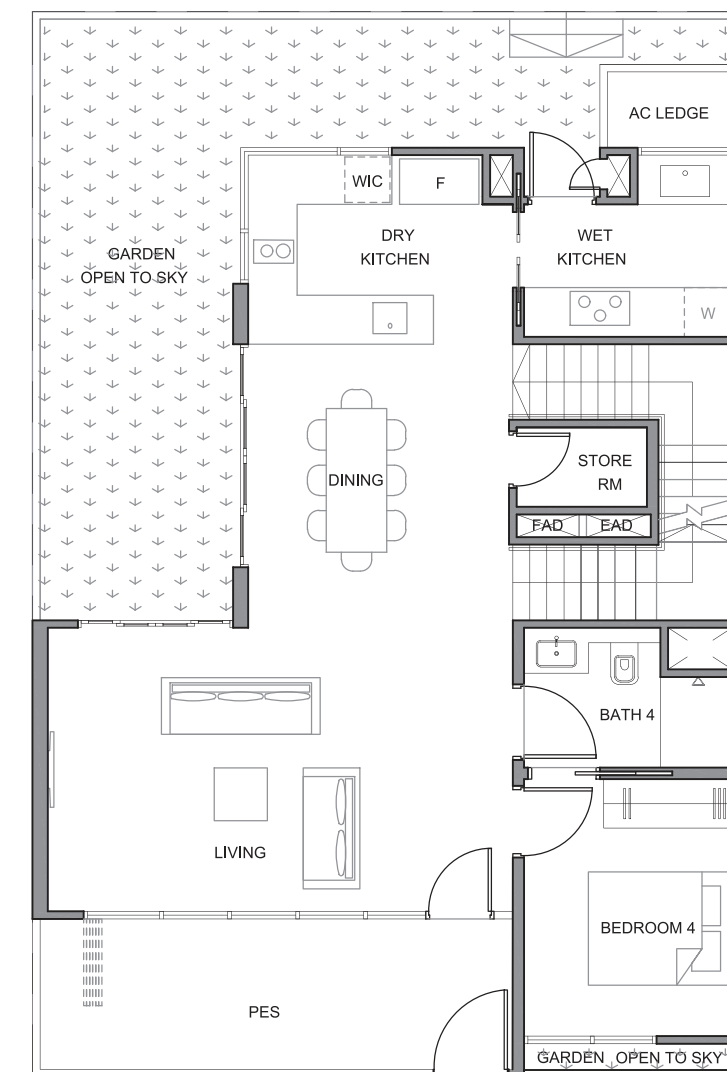 AC LEDGE
WIC
F
DRY
KITCHEN
WET
KITCHEN
GARDEN
OPEN TO SKY
W
DINING
STORE
RM
FAD
EAD
BATH 4
LIVING
BEDROOM 4
PES
GARDEN OPEN TO SKY